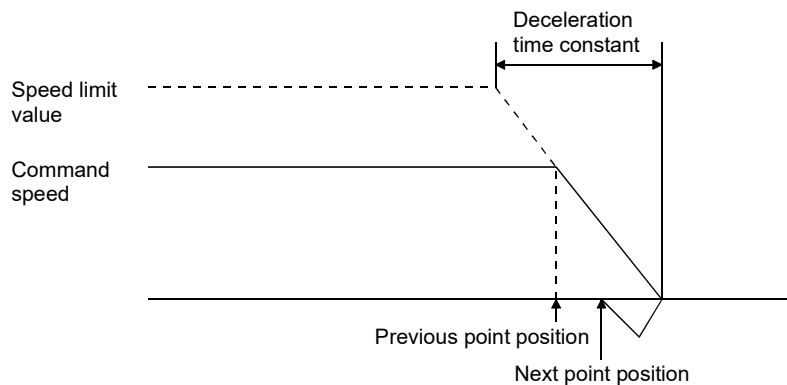 Deceleration
time constant
Speed limit
value
Command
speed
Previous point position
Next point position